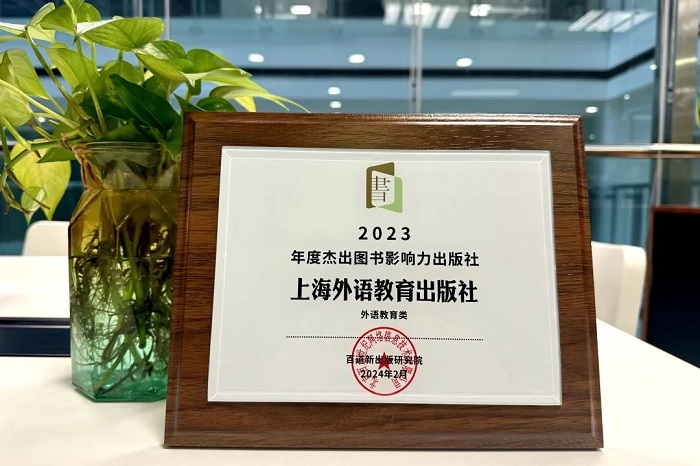 書
2023
年度杰出图书影响力出版社
上海外语教育出版社
外语教育类
百道新出版研究院
2024年2月